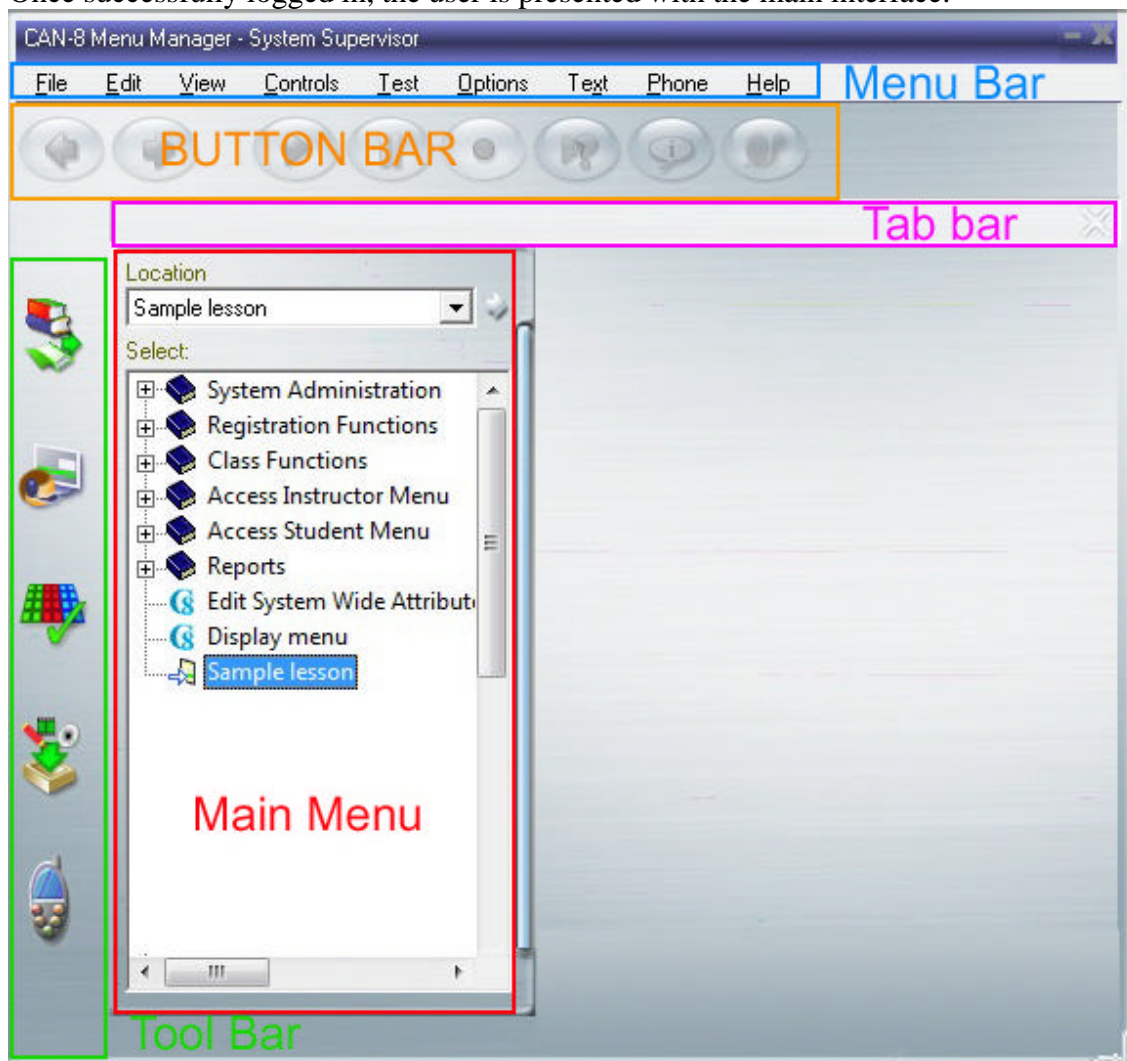 Once successfully logged in, the user is presented with the main interface.
CAN-8 Menu Manager - System Supervisor
File Edit View Controls Test Options Text Phone Help Menu Bar
BUTTON BAR
Tab bar
Location
Sample lesson
Select:
System Administration
Registration Functions
Class Functions
Access Instructor Menu
Access Student Menu
Reports
Edit System Wide Attribut
Display menu
Sample lesson
Main Menu
Tool Bar